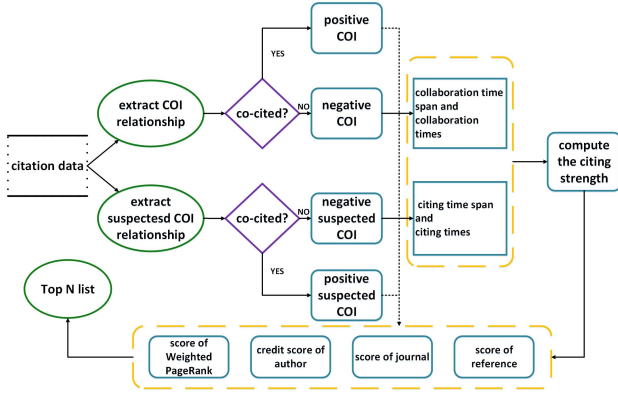 positive
COI
YES
extract COI
relationship
co-cited?
NO
negative
COI
collaboration time
span and
collaboration
times
citation data
compute
the citing
strength
extract
suspectesd COI
relationship
co-cited?
NO
negative
suspected
COI
citing time span
and
citing times
YES
positive
suspected
COI
Top N list
score of
Weighted
PageRank
credit score of
author
score of journal
score of
reference